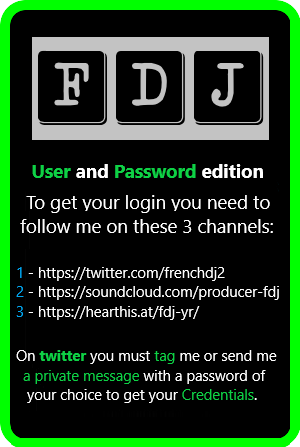 FDJ
User and Password edition
To get your login you need to
follow me on these 3 channels:
1 - https://twitter.com/frenchdj2
2 - https://soundcloud.com/producer-fdj
3 - https://hearthis.at/fdj-yr/
On twitter you must tag me or send me
a private message with a password of
your choice to get your Credentials.